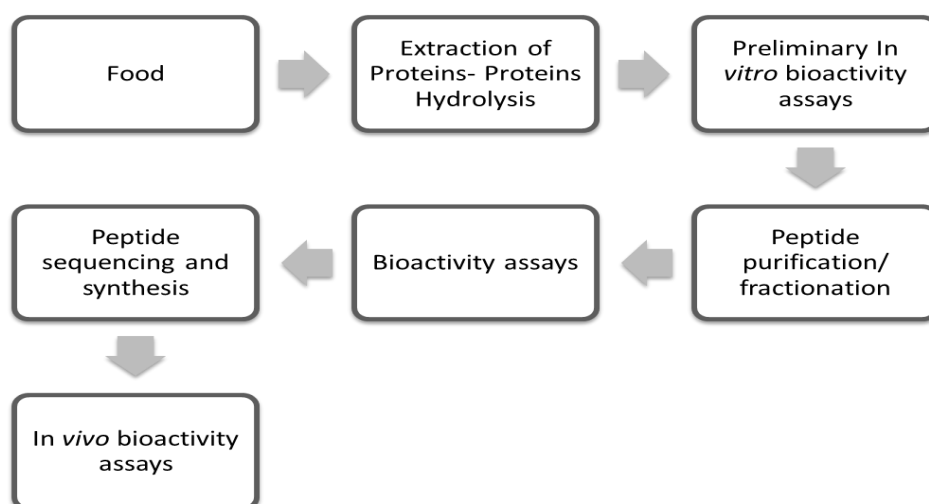 Food
Extraction of
Proteins- Proteins
Hydrolysis
Preliminary In
vitro bioactivity
assays
Peptide
purification/
fractionation
Bioactivity assays
Peptide
sequencing and
synthesis
In vivo bioactivity
assays